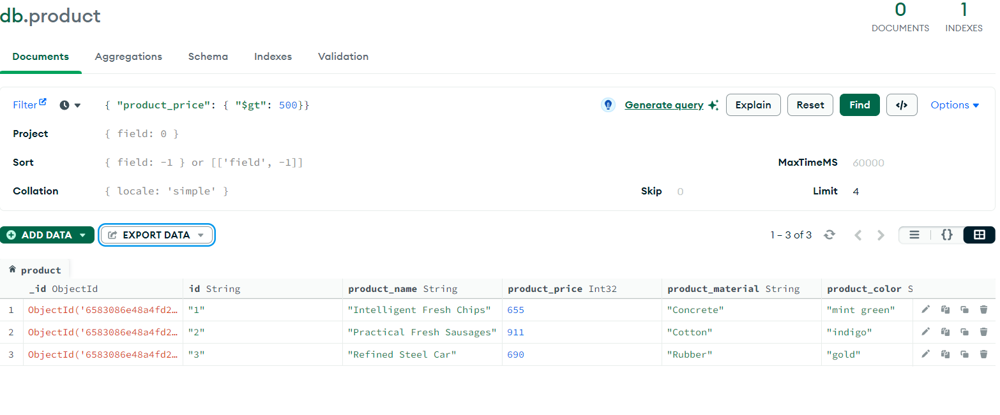 db.product
0 1
DOCUMENTS INDEXES
Documents Aggregations Schema Indexes Validation
Filter { "product_price": { "$gt": 500}} Generate query Explain Reset Find </> Options
Project { field: 0 }
Sort { field: -1 } or [['field', -1]] MaxTimeMS 60000
Collation { locale: 'simple' } Skip 0 Limit 4
ADD DATA EXPORT DATA 1 – 3 of 3 {}
product
_id ObjectId id String product_name String product_price Int32 product_material String product_color S
1 ObjectId('6583086e48a4fd2… "1" "Intelligent Fresh Chips" 655 "Concrete" "mint green"
2 ObjectId('6583086e48a4fd2… "2" "Practical Fresh Sausages" 911 "Cotton" "indigo"
3 ObjectId('6583086e48a4fd2… "3" "Refined Steel Car" 690 "Rubber" "gold"